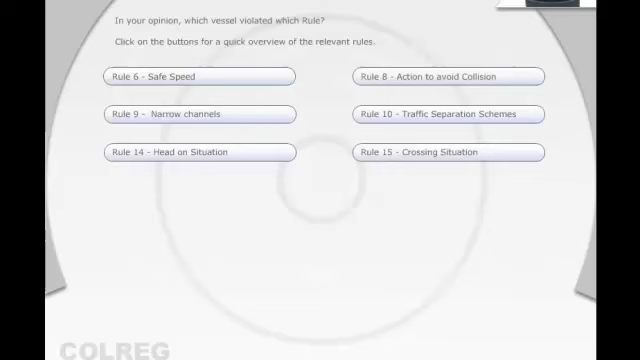 In your opinion, which vessel violated which Rule?
Click on the buttons for a quick overview of the relevant rules.
Rule 6 - Safe Speed
Rule 8 - Action to avoid Collision
Rule 9 -  Narrow channels
Rule 10 - Traffic Separation Schemes
Rule 14 - Head on Situation
Rule 15 - Crossing Situation
COLREG